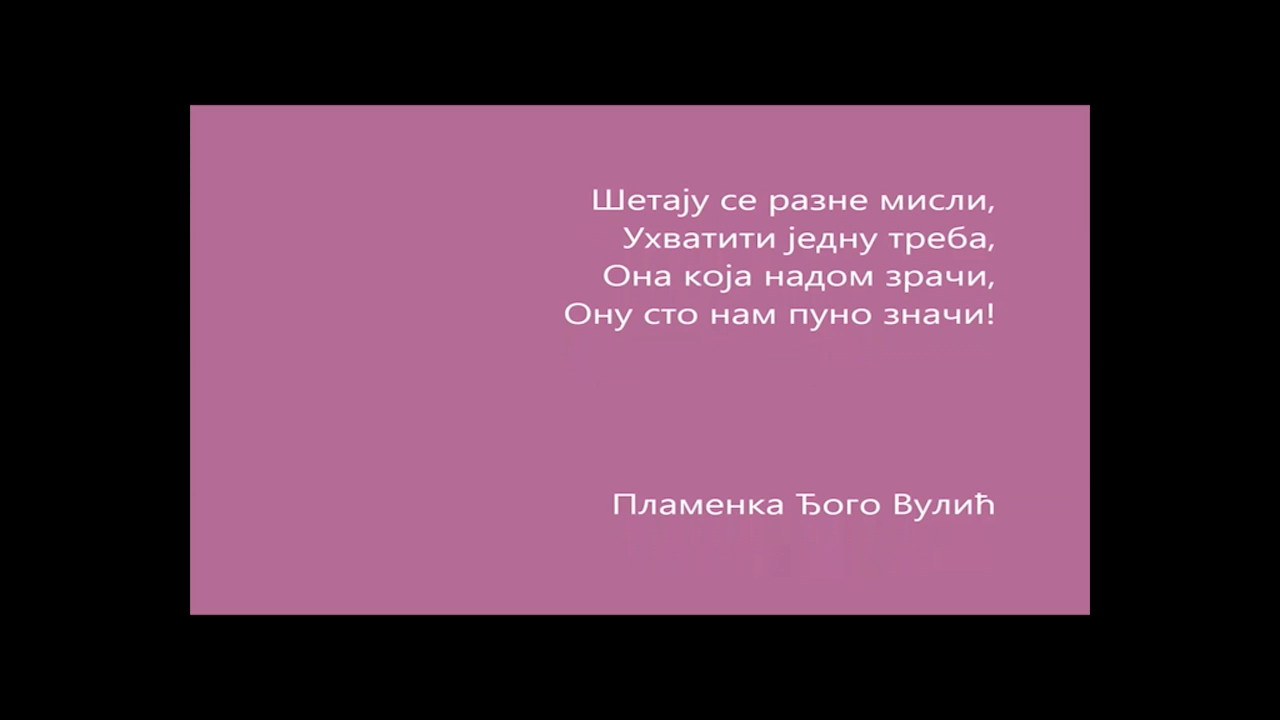 Шетају се разне мисли,
Ухватити једну треба,
Она која надом зрачи,
Ону сто нам пуно значи!
Пламенка Ђого Вулић